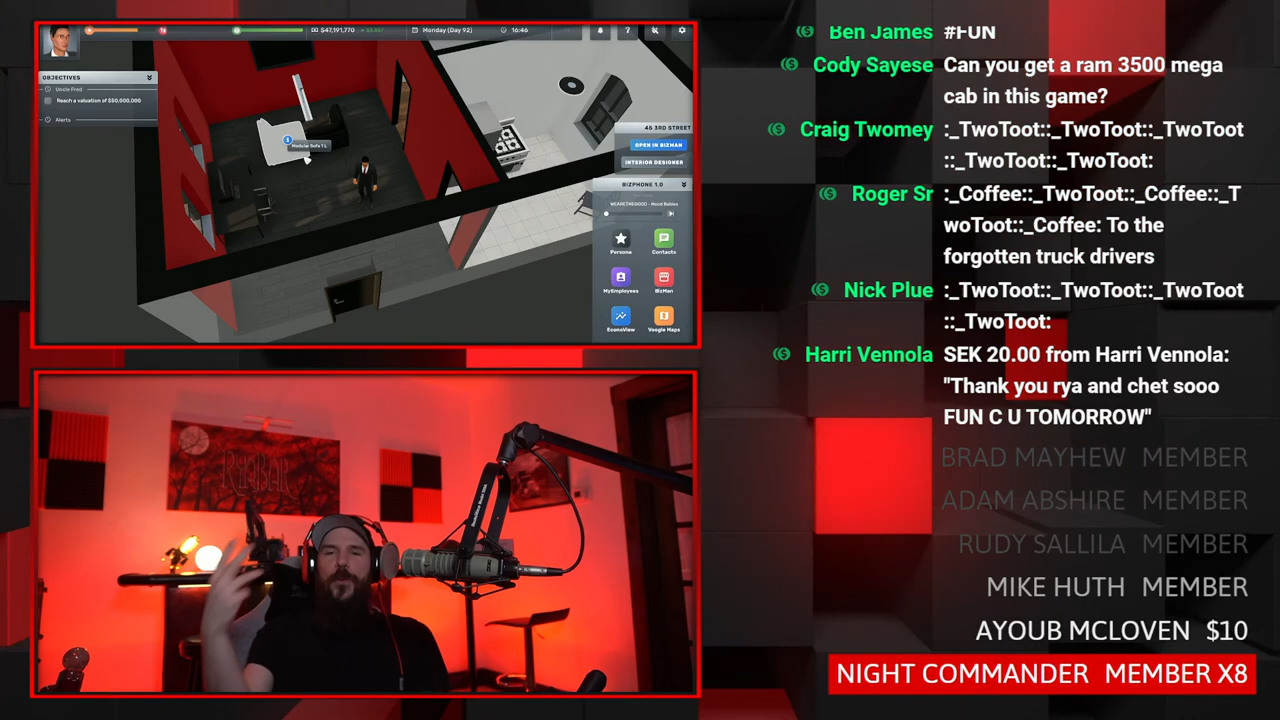 $47,191,770
Monday (Day 92)
16:46
?
OBJECTIVES
Uncle Fred
Reach a valuation of $50,000,000
Alerts
Modular Sofa 1 L
45 3RD STREET
OPEN IN BIZMAN
INTERIOR DESIGNER
BIZPHONE 1.0
WEARETHEGOOD - Mood Babies
Persona
Contacts
MyEmployees
BizMan
EconoView
Voogle Maps
RYABAR
Ben James #FUN
Cody Sayese Can you get a ram 3500 mega
cab in this game?
Craig Twomey :_TwoToot::_TwoToot::_TwoToot
::_TwoToot::_TwoToot:
Roger Sr :_Coffee::_TwoToot::_Coffee::_T
woToot::_Coffee: To the
forgotten truck drivers
Nick Plue :_TwoToot::_TwoToot::_TwoToot
::_TwoToot:
Harri Vennola SEK 20.00 from Harri Vennola:
"Thank you rya and chet sooo
FUN C U TOMORROW"
BRAD MAYHEW MEMBER
ADAM ABSHIRE MEMBER
RUDY SALLILA MEMBER
MIKE HUTH MEMBER
AYOUB MCLOVEN $10
NIGHT COMMANDER MEMBER X8